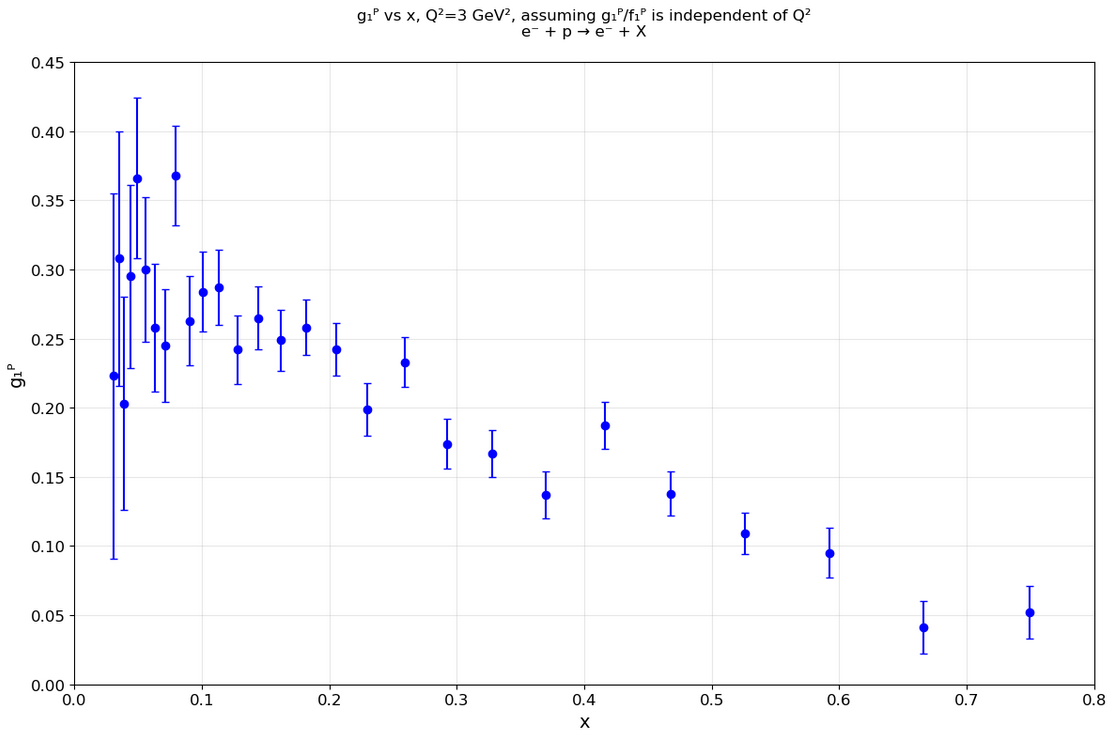 g₁ᴾ vs x, Q²=3 GeV², assuming g₁ᴾ/f₁ᴾ is independent of Q²
e⁻ + p → e⁻ + X
0.45
0.40
0.35
0.30
0.25
0.20
0.15
0.10
0.05
0.00
g₁ᴾ
0.0 0.1 0.2 0.3 0.4 0.5 0.6 0.7 0.8
x